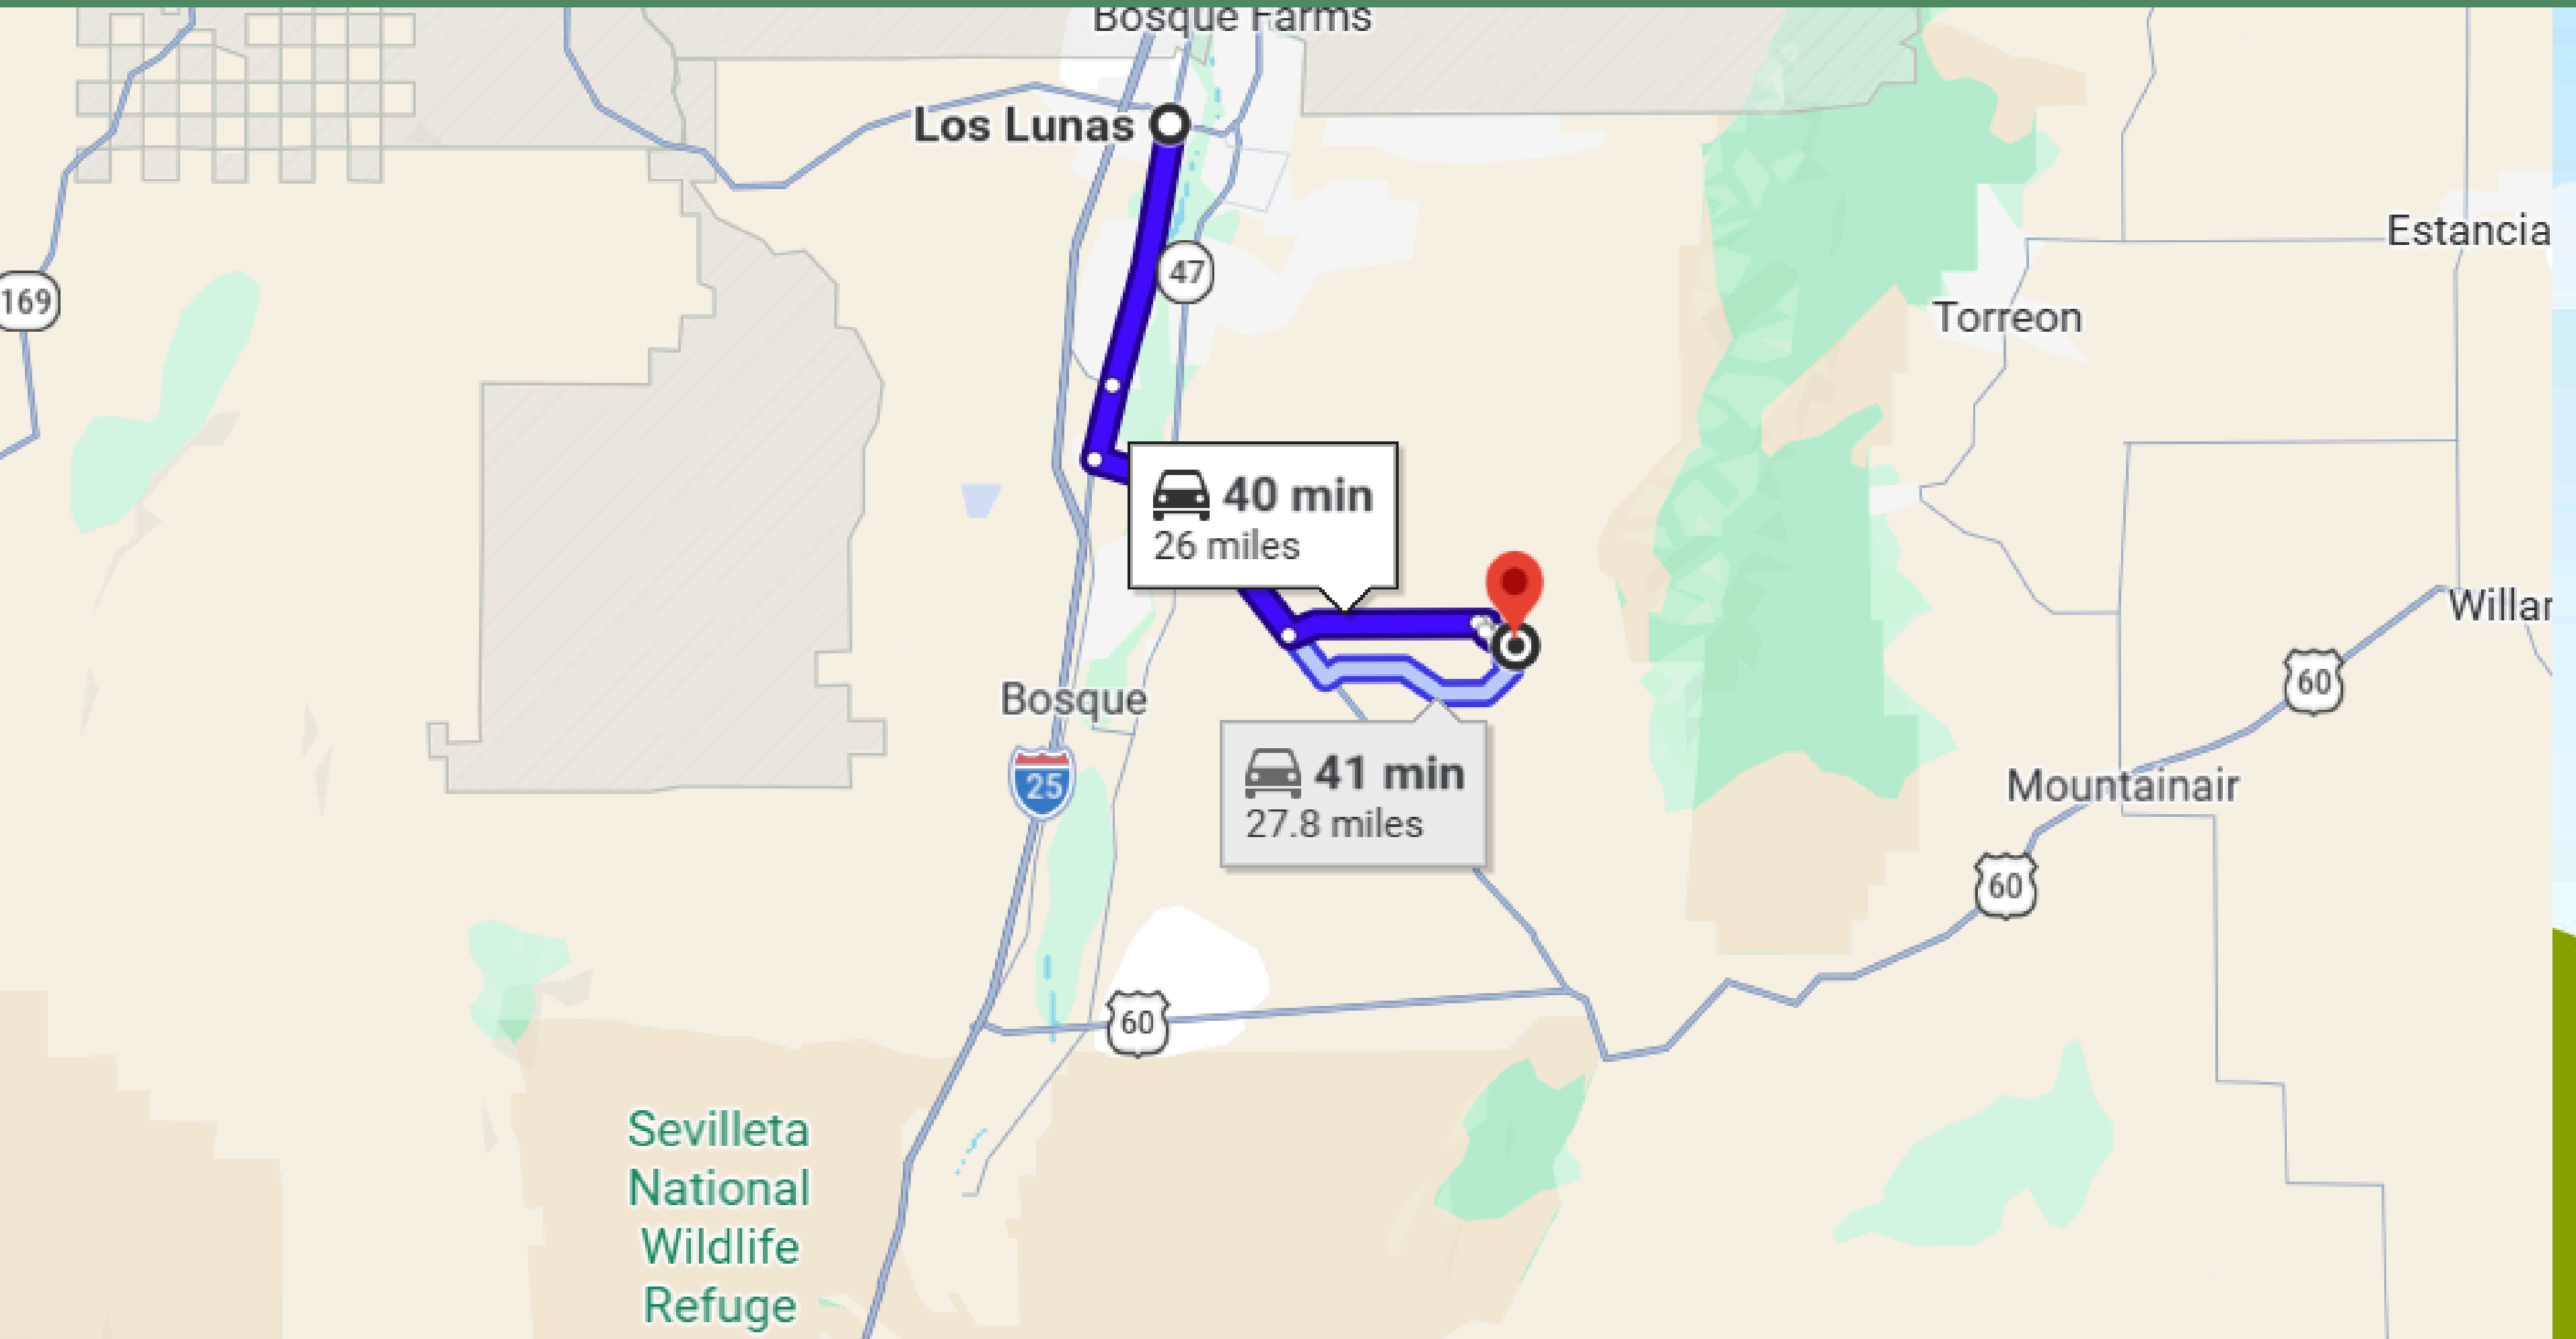 Bosque Farms
Los Lunas
47
169
Estancia
Torreon
40 min
26 miles
Willar
Bosque
60
25
41 min
27.8 miles
Mountainair
60
60
Sevilleta
National
Wildlife
Refuge